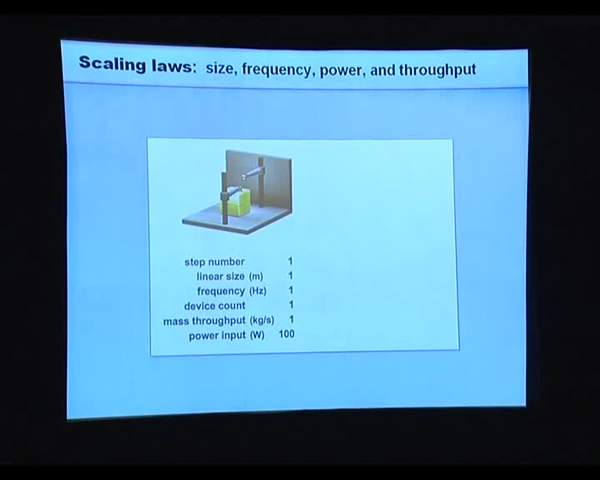 Scaling laws: size, frequency, power, and throughput
step number 1
linear size (m) 1
frequency (Hz) 1
device count 1
mass throughput (kg/s) 1
power input (W) 100